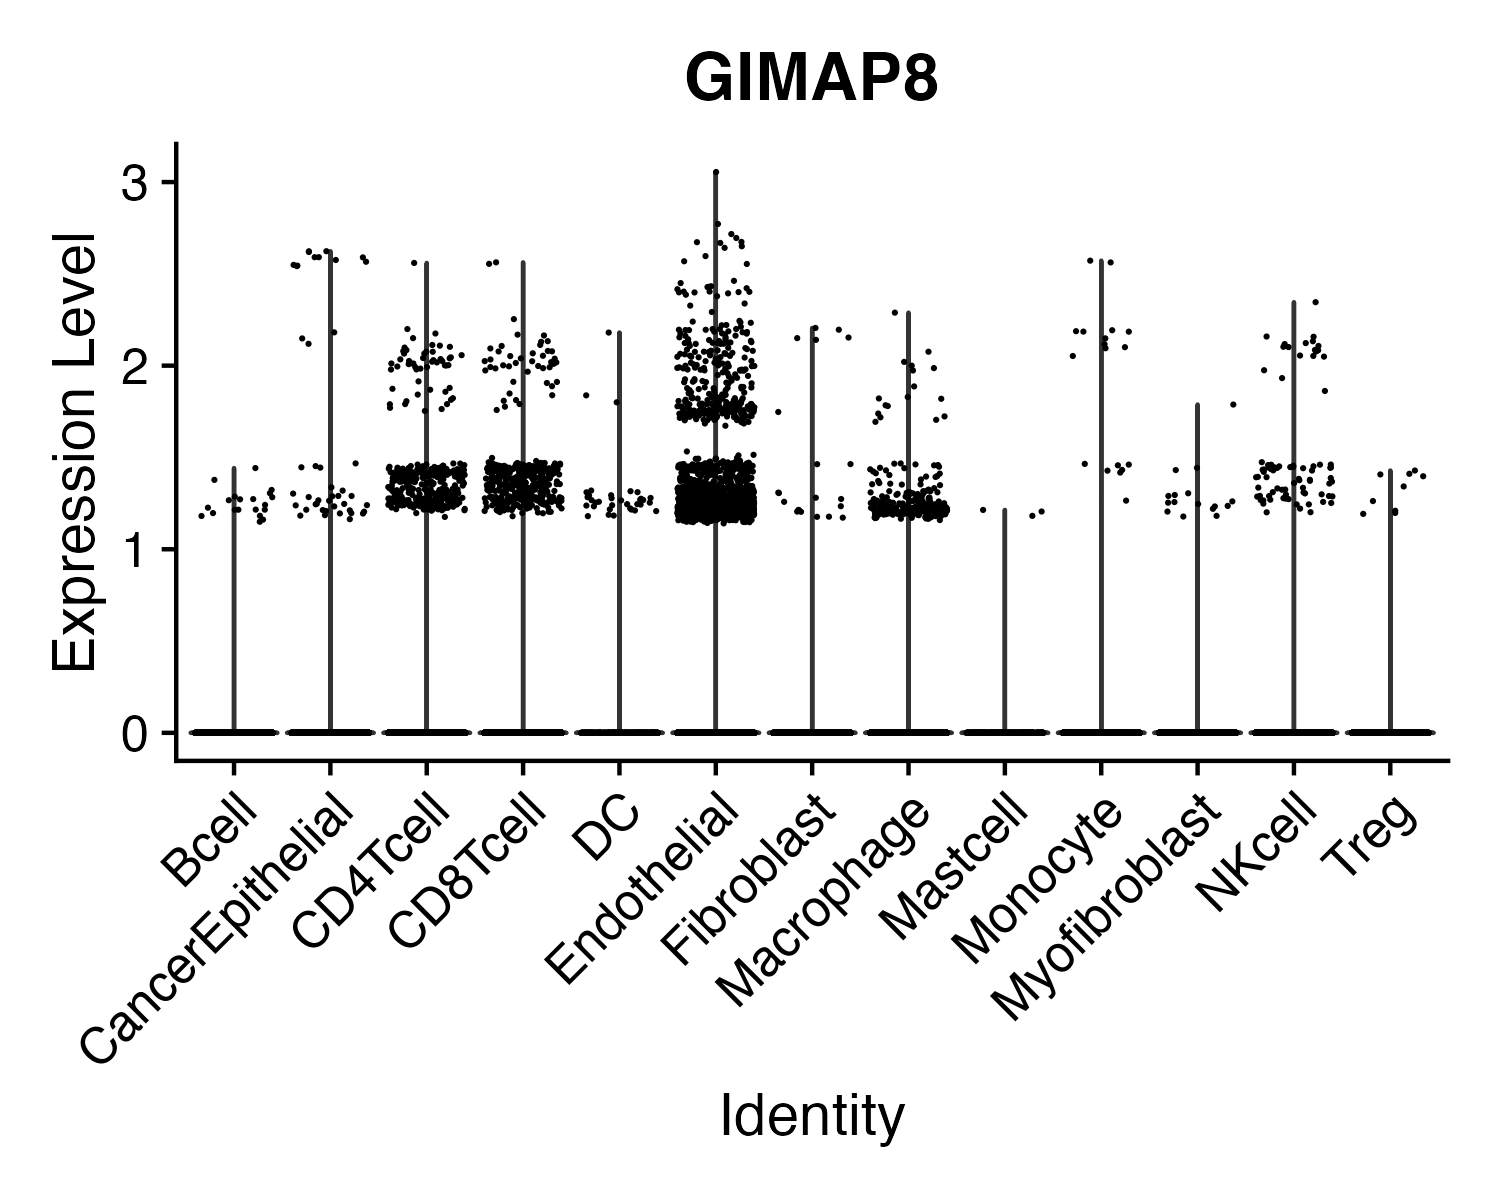 GIMAP8
Expression Level
3
2
1
0
Bcell
CancerEpithelial
CD4Tcell
CD8Tcell
DC
Endothelial
Fibroblast
Macrophage
Mastcell
Monocyte
Myofibroblast
NKcell
Treg
Identity